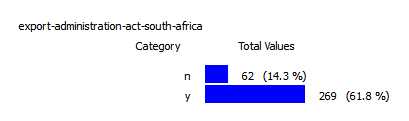 export-administration-act-south-africa
Category Total Values
n 62 (14.3 %)
y 269 (61.8 %)